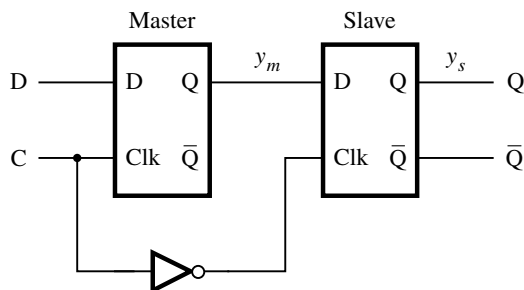 Master Slave
D D Q y_m D Q y_s Q
C Clk Q̅ Clk Q̅ Q̅